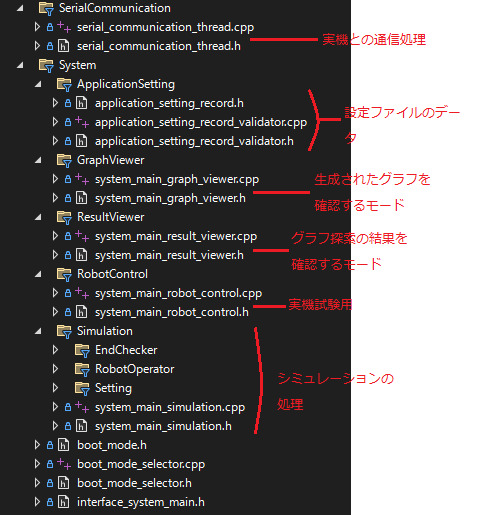 SerialCommunication
serial_communication_thread.cpp
serial_communication_thread.h
実機との通信処理
System
ApplicationSetting
application_setting_record.h
application_setting_record_validator.cpp
application_setting_record_validator.h
設定ファイルのデー
タ
GraphViewer
system_main_graph_viewer.cpp
system_main_graph_viewer.h
生成されたグラフを
確認するモード
ResultViewer
system_main_result_viewer.cpp
system_main_result_viewer.h
グラフ探索の結果を
確認するモード
RobotControl
system_main_robot_control.cpp
system_main_robot_control.h
実機試験用
Simulation
EndChecker
RobotOperator
Setting
system_main_simulation.cpp
system_main_simulation.h
シミュレーションの
処理
boot_mode.h
boot_mode_selector.cpp
boot_mode_selector.h
interface_system_main.h